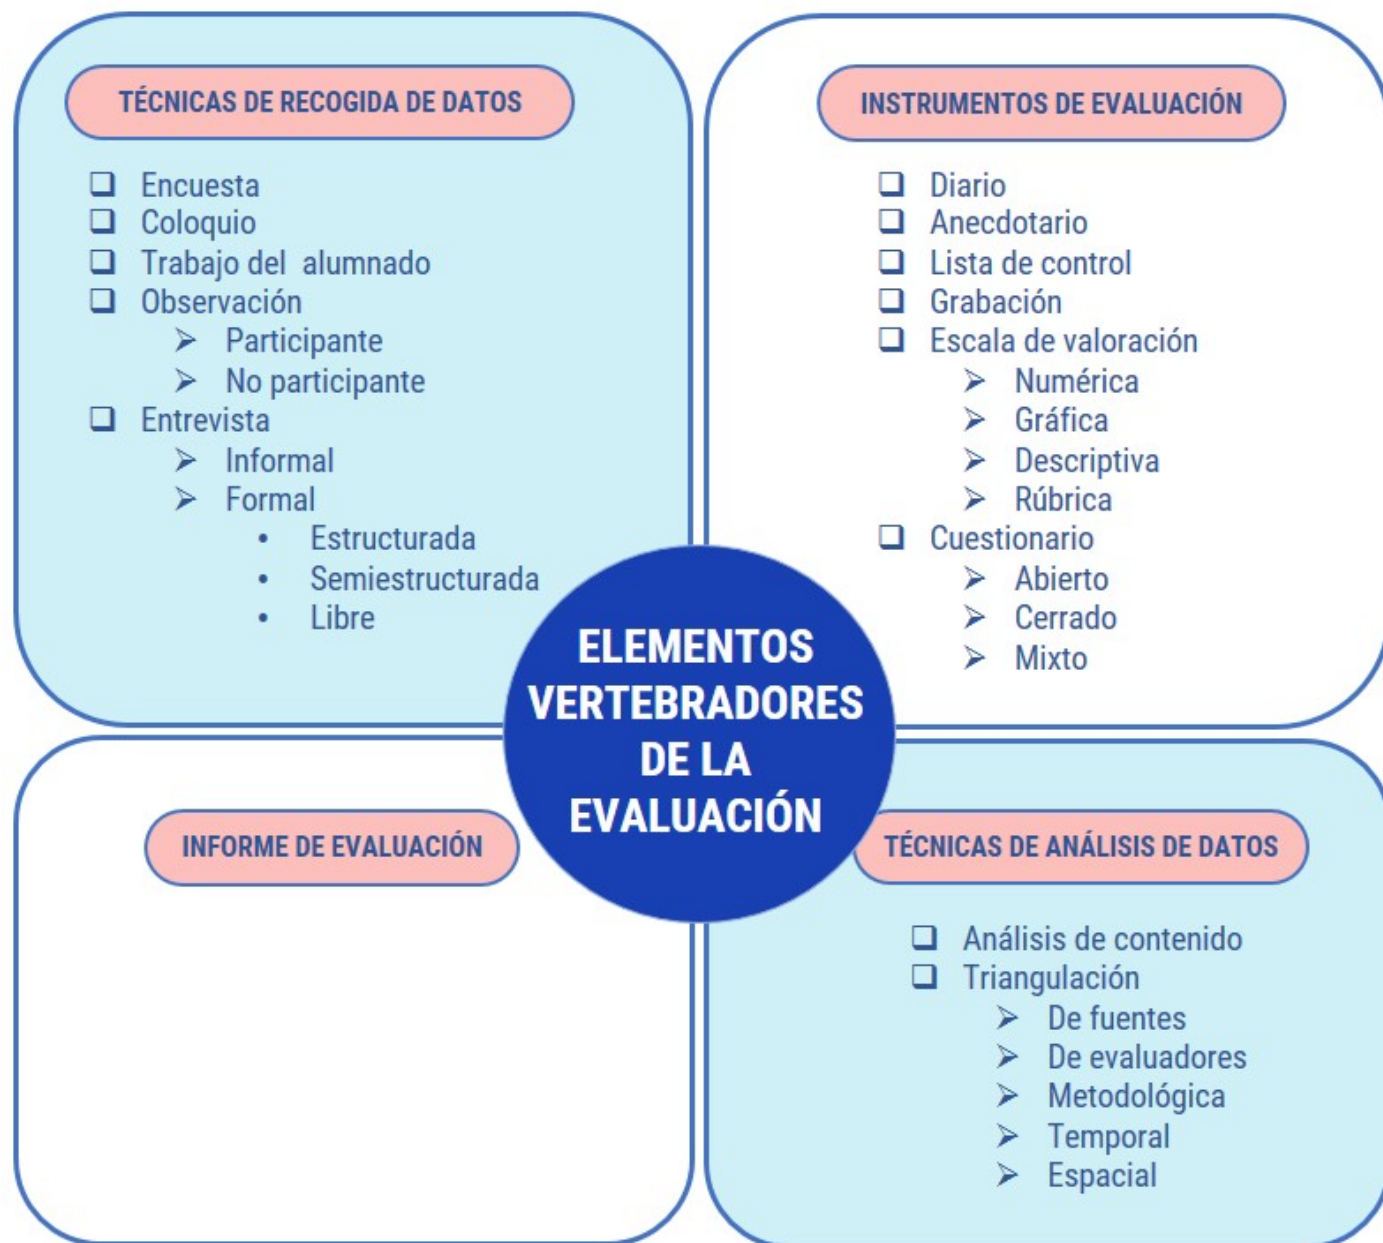 TÉCNICAS DE RECOGIDA DE DATOS
Encuesta
Coloquio
Trabajo del alumnado
Observación
Participante
No participante
Entrevista
Informal
Formal
Estructurada
Semiestructurada
Libre
INSTRUMENTOS DE EVALUACIÓN
Diario
Anecdotario
Lista de control
Grabación
Escala de valoración
Numérica
Gráfica
Descriptiva
Rúbrica
Cuestionario
Abierto
Cerrado
Mixto
ELEMENTOS
VERTEBRADORES
DE LA
EVALUACIÓN
INFORME DE EVALUACIÓN
TÉCNICAS DE ANÁLISIS DE DATOS
Análisis de contenido
Triangulación
De fuentes
De evaluadores
Metodológica
Temporal
Espacial